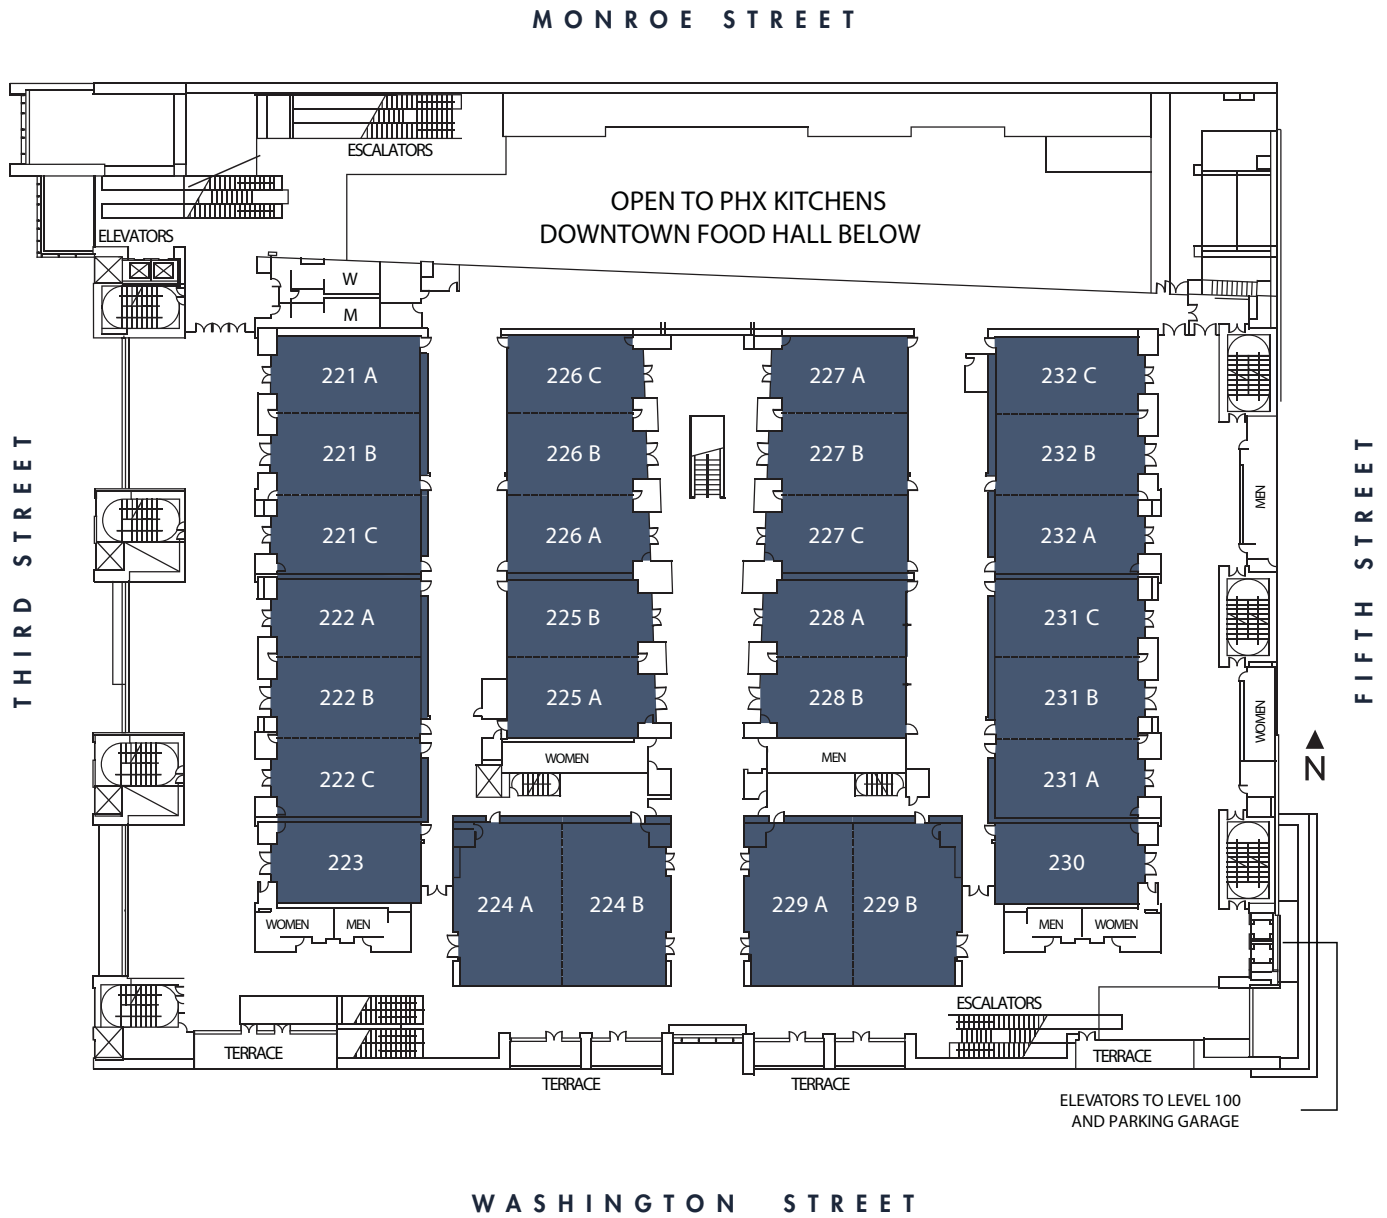 MONROE STREET
ESCALATORS
OPEN TO PHX KITCHENS
DOWNTOWN FOOD HALL BELOW
ELEVATORS
W
M
221 A
226 C
227 A
232 C
221 B
226 B
227 B
232 B
THIRD STREET
FIFTH STREET
MEN
221 C
226 A
227 C
232 A
222 A
225 B
228 A
231 C
222 B
225 A
228 B
231 B
WOMEN
N
WOMEN
MEN
222 C
231 A
223
230
224 A
224 B
229 A
229 B
WOMEN
MEN
MEN
WOMEN
ESCALATORS
TERRACE
TERRACE
TERRACE
TERRACE
ELEVATORS TO LEVEL 100
AND PARKING GARAGE
WASHINGTON STREET